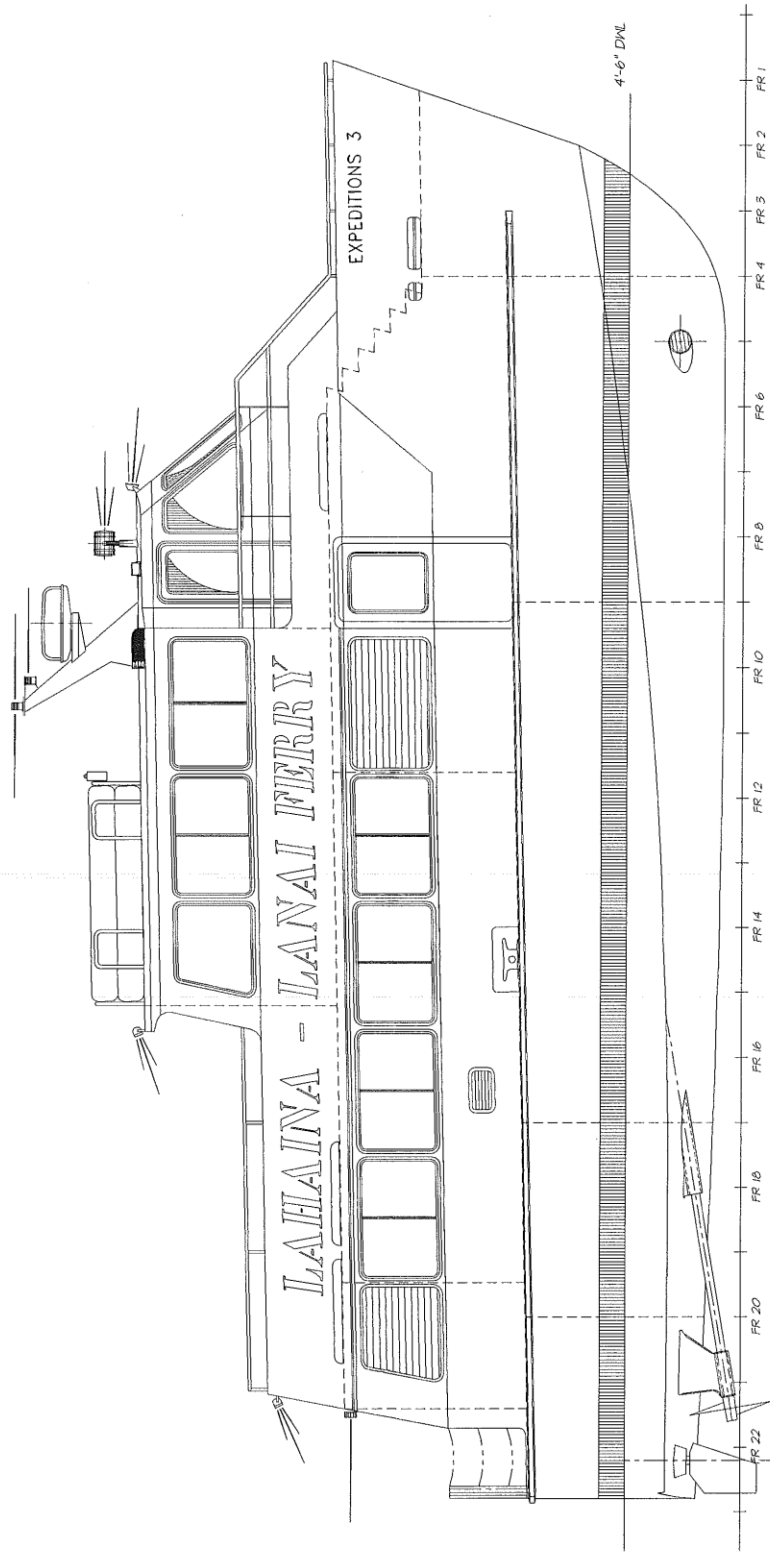 EXPEDITIONS 3
LAHAINA - LANAI FERRY
4'-6" DWL
FR 22
FR 20
FR 18
FR 16
FR 14
FR 12
FR 10
FR 8
FR 6
FR 4
FR 3
FR 2
FR 1